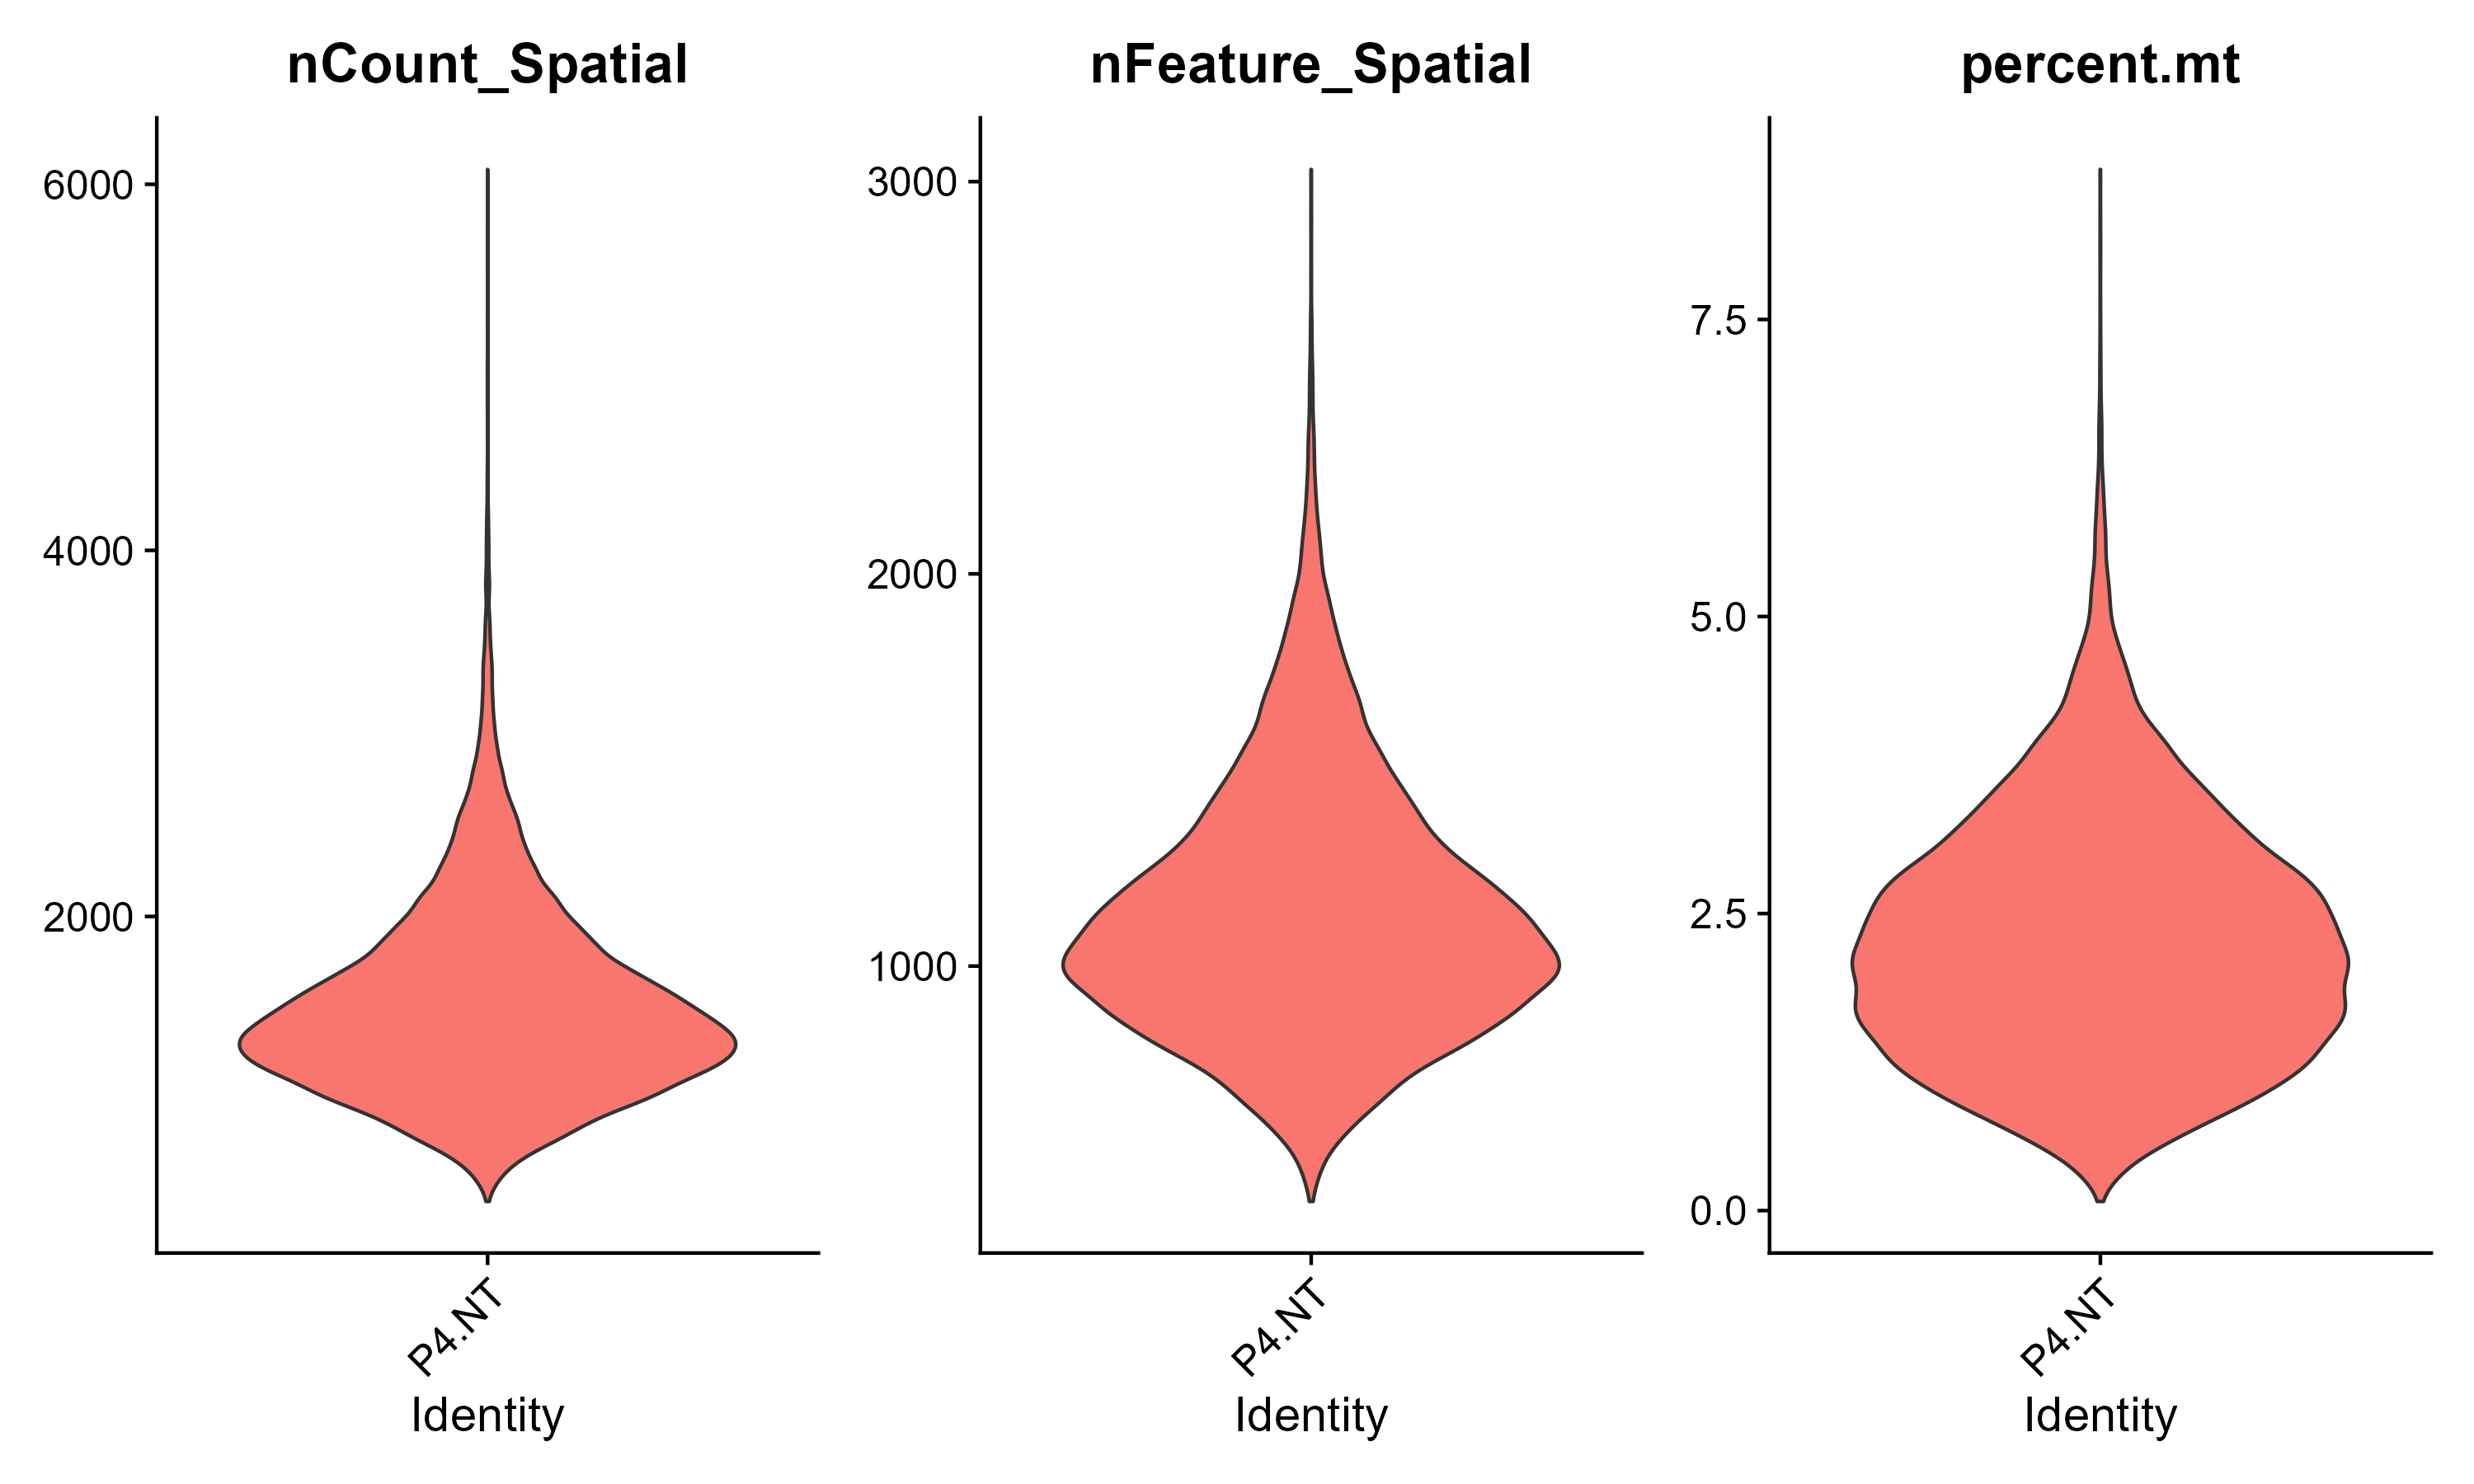 nCount_Spatial
6000
4000
2000
P4.NT
Identity
nFeature_Spatial
3000
2000
1000
P4.NT
Identity
percent.mt
7.5
5.0
2.5
0.0
P4.NT
Identity